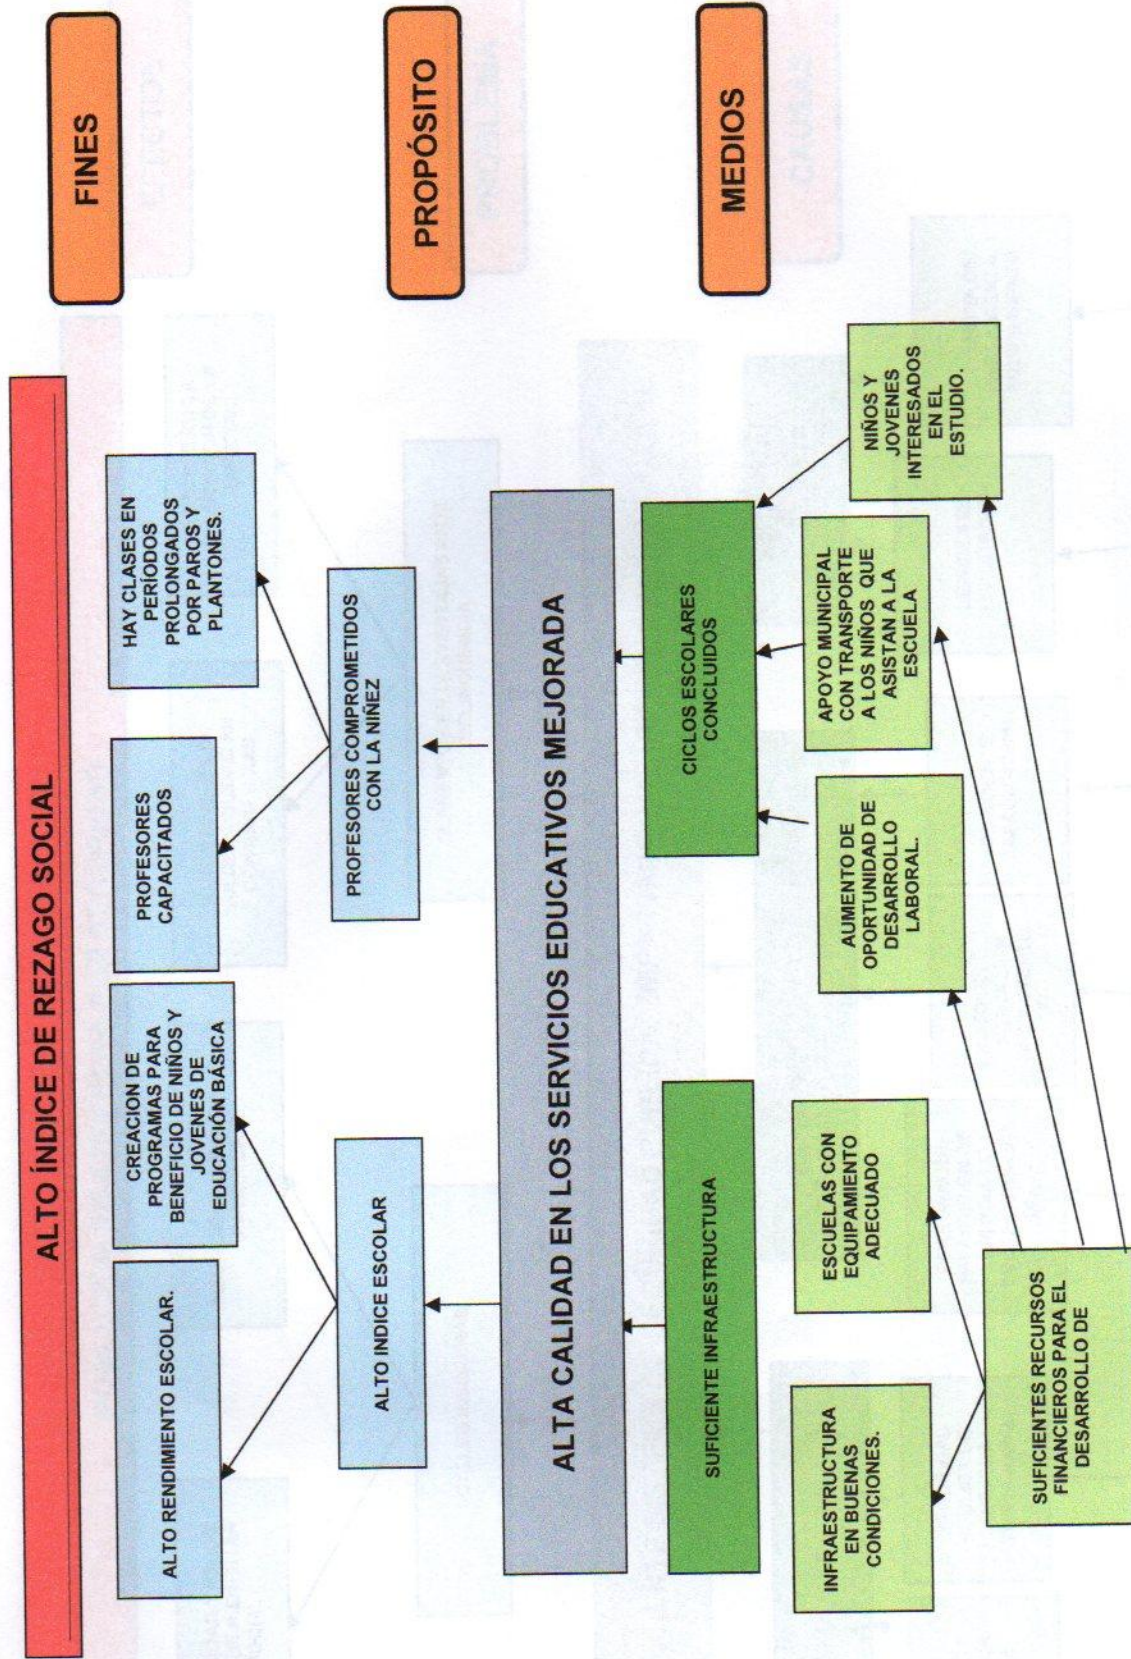 ALTO ÍNDICE DE REZAGO SOCIAL
FINES
ALTO RENDIMIENTO ESCOLAR.
CREACION DE
PROGRAMAS PARA
BENEFICIO DE NIÑOS Y
JOVENES DE
EDUCACIÓN BÁSICA
PROFESORES
CAPACITADOS
HAY CLASES EN
PERÍODOS
PROLONGADOS
POR PAROS Y
PLANTONES.
ALTO INDICE ESCOLAR
PROFESORES COMPROMETIDOS
CON LA NIÑEZ
PROPÓSITO
ALTA CALIDAD EN LOS SERVICIOS EDUCATIVOS MEJORADA
MEDIOS
SUFICIENTE INFRAESTRUCTURA
CICLOS ESCOLARES
CONCLUIDOS
INFRAESTRUCTURA
EN BUENAS
CONDICIONES.
ESCUELAS CON
EQUIPAMIENTO
ADECUADO
AUMENTO DE
OPORTUNIDAD DE
DESARROLLO
LABORAL.
APOYO MUNICIPAL
CON TRANSPORTE
A LOS NIÑOS QUE
ASISTAN A LA
ESCUELA
NIÑOS Y
JOVENES
INTERESADOS
EN EL
ESTUDIO.
SUFICIENTES RECURSOS
FINANCIEROS PARA EL
DESARROLLO DE